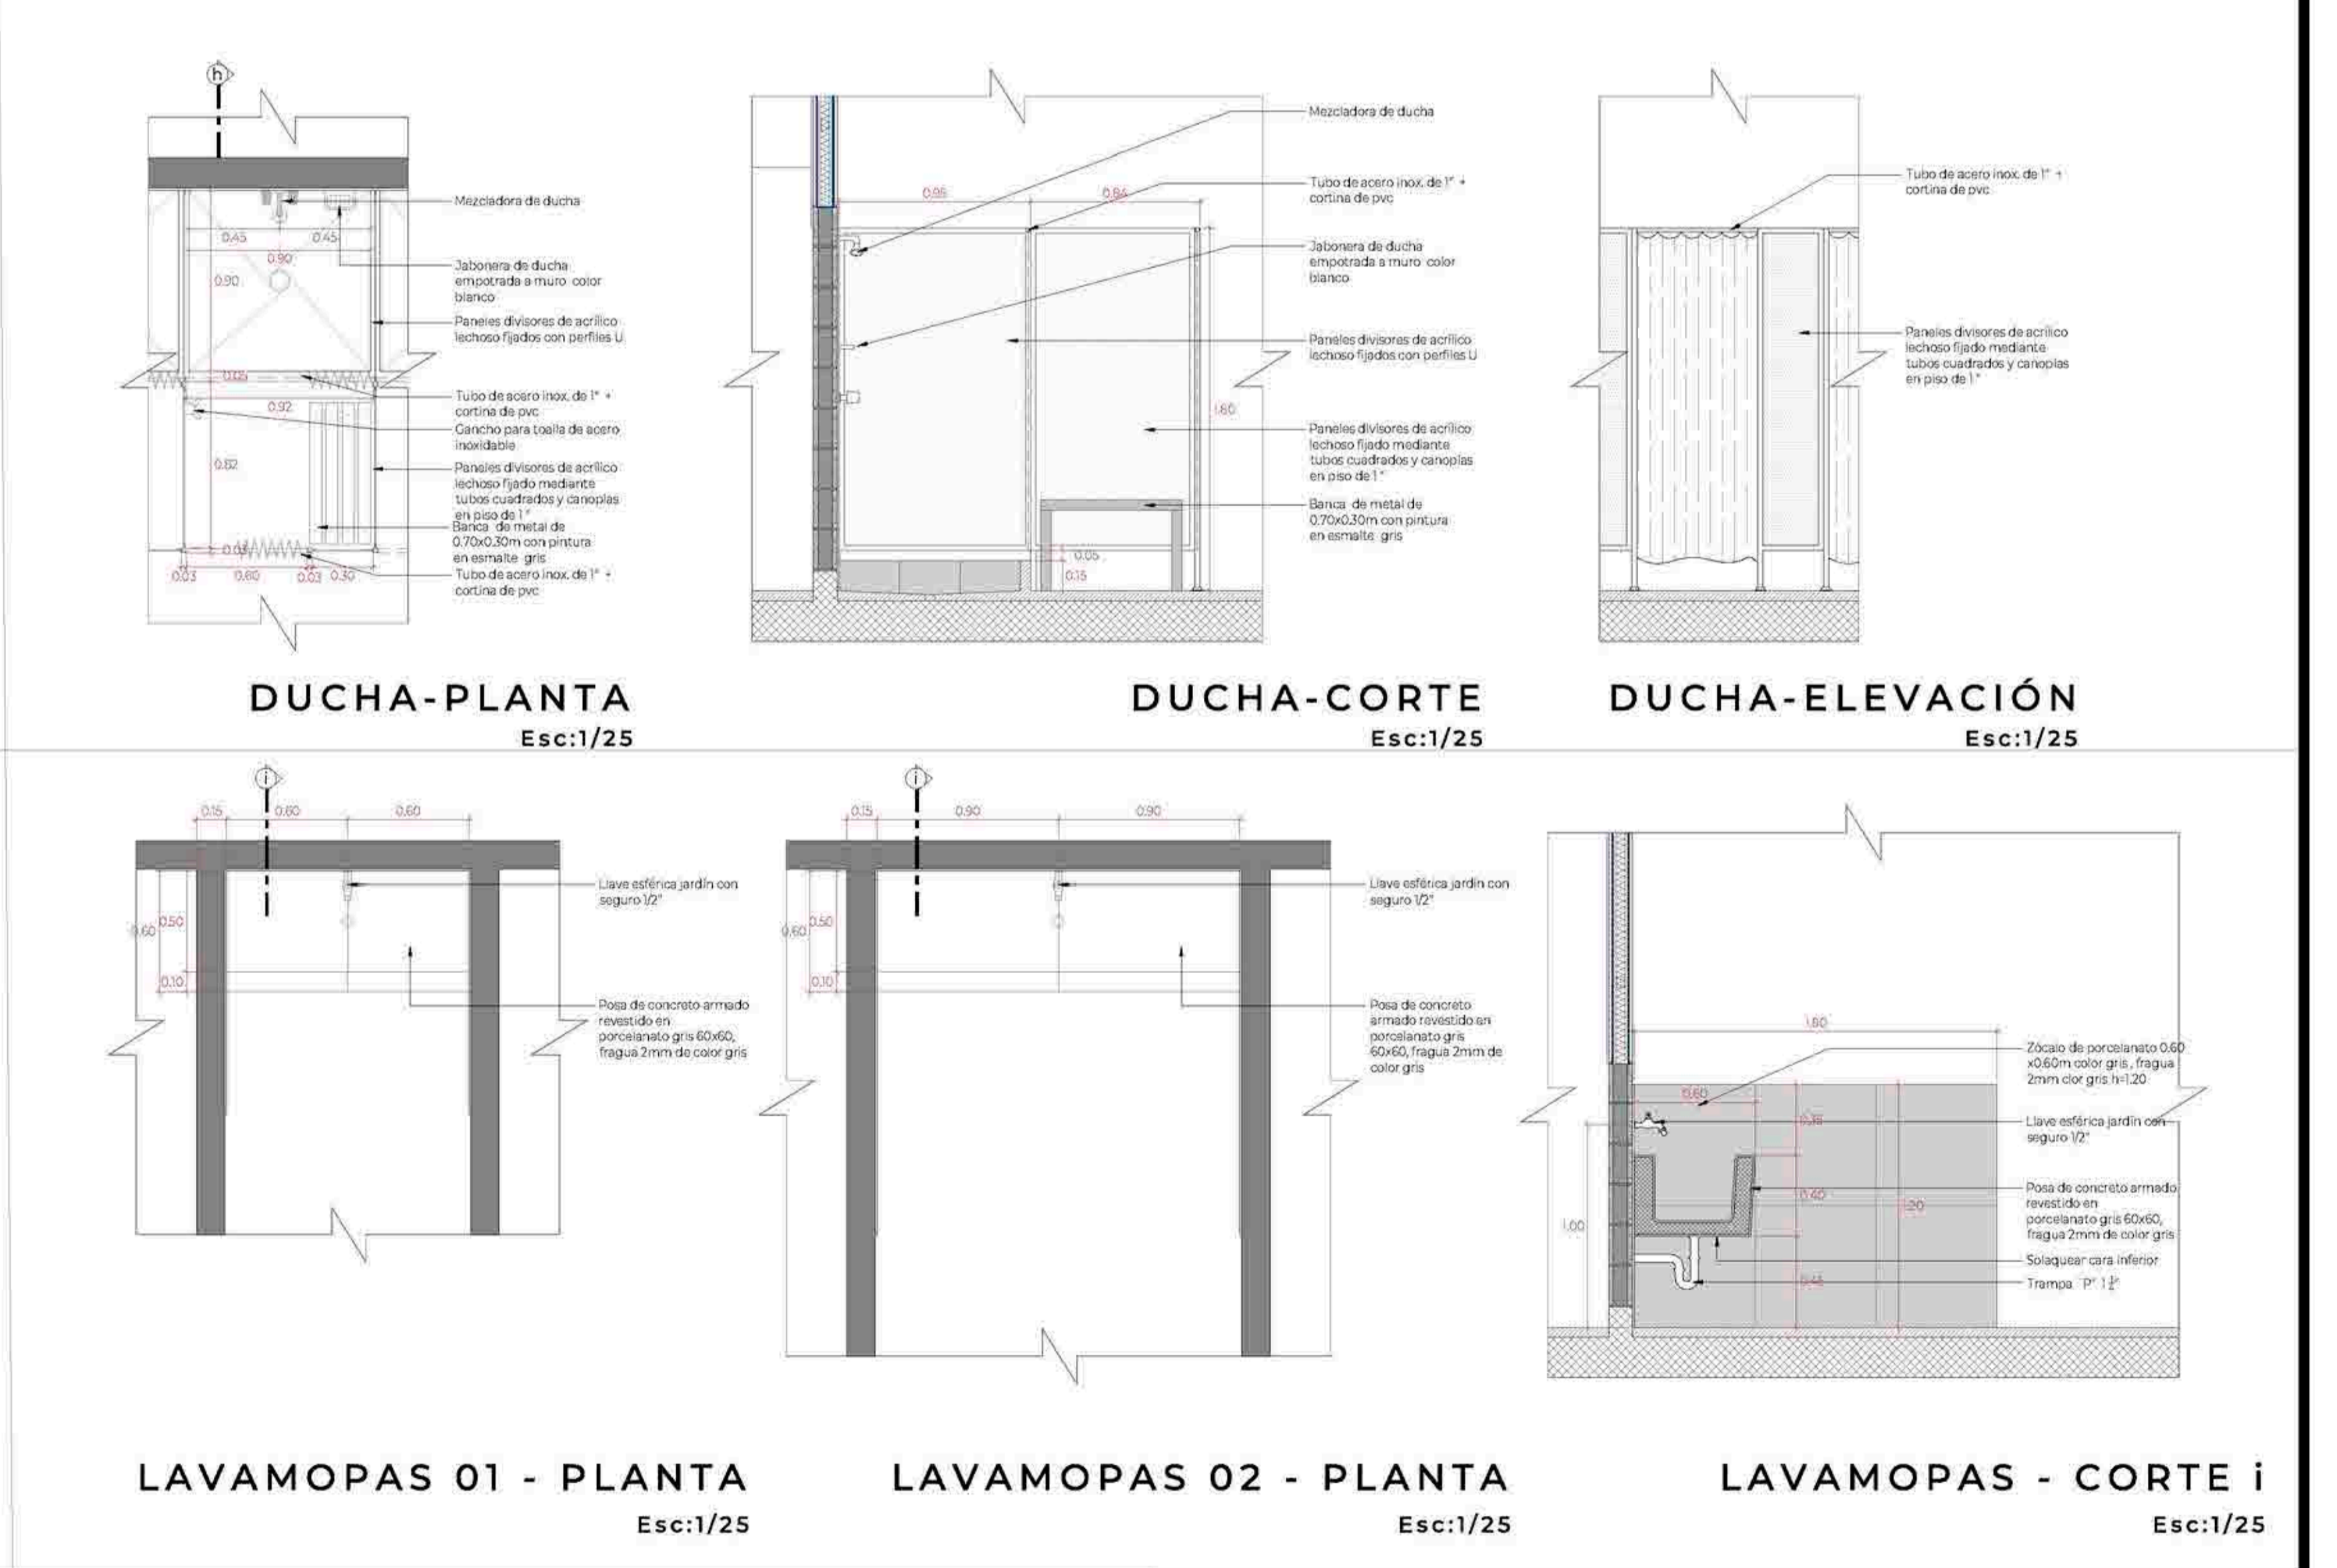 h
Mezcladora de ducha
0.45
0.45
0.90
0.90
Jabonera de ducha
empotrada a muro color
blanco
Paneles divisores de acrílico
lechoso fijados con perfiles U
0.05
0.92
Tubo de acero inox. de 1" +
cortina de pvc
Gancho para toalla de acero
inoxidable
0.82
Paneles divisores de acrílico
lechoso fijado mediante
tubos cuadrados y canoplas
en piso de 1"
Banca de metal de
0.70x0.30m con pintura
en esmalte gris
Tubo de acero inox. de 1" +
cortina de pvc
0.03
0.03
0.60
0.03
0.30
DUCHA-PLANTA
Esc:1/25
Mezcladora de ducha
0.95
0.84
Tubo de acero inox. de 1" +
cortina de pvc
Jabonera de ducha
empotrada a muro color
blanco
Paneles divisores de acrílico
lechoso fijados con perfiles U
1.80
Paneles divisores de acrílico
lechoso fijado mediante
tubos cuadrados y canoplas
en piso de 1"
Banca de metal de
0.70x0.30m con pintura
en esmalte gris
0.05
0.15
DUCHA-CORTE
Esc:1/25
Tubo de acero inox. de 1" +
cortina de pvc
Paneles divisores de acrílico
lechoso fijado mediante
tubos cuadrados y canoplas
en piso de 1"
DUCHA-ELEVACIÓN
Esc:1/25
i
0.15
0.60
0.60
Llave esférica jardín con
seguro 1/2"
0.50
0.60
0.10
Posa de concreto armado
revestido en
porcelanato gris 60x60,
fragua 2mm de color gris
LAVAMOPAS 01 - PLANTA
Esc:1/25
i
0.15
0.90
0.90
Llave esférica jardín con
seguro 1/2"
0.50
0.60
0.10
Posa de concreto
armado revestido en
porcelanato gris
60x60, fragua 2mm de
color gris
LAVAMOPAS 02 - PLANTA
Esc:1/25
1.80
Zócalo de porcelanato 0.60
x0.60m color gris, fragua
2mm clor gris h=1.20
0.60
Llave esférica jardín con
seguro 1/2"
0.40
1.20
1.00
Posa de concreto armado
revestido en
porcelanato gris 60x60,
fragua 2mm de color gris
Solaquear cara inferior
Trampa "P" 1 1/2"
LAVAMOPAS - CORTE i
Esc:1/25